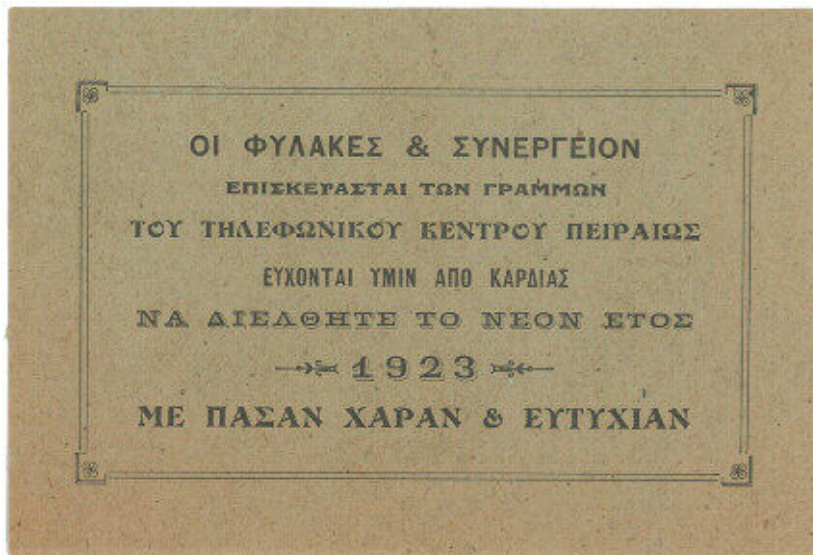 ΟΙ ΦΥΛΑΚΕΣ & ΣΥΝΕΡΓΕΙΟΝ
ΕΠΙΣΚΕΡΑΣΤΑΙ ΤΩΝ ΓΡΑΜΜΩΝ
ΤΟΥ ΤΗΛΕΦΩΝΙΚΟΥ ΚΕΝΤΡΟΥ ΠΕΙΡΑΙΩΣ
ΕΥΧΟΝΤΑΙ ΥΜΙΝ ΑΠΟ ΚΑΡΔΙΑΣ
ΝΑ ΔΙΕΛΘΗΤΕ ΤΟ ΝΕΟΝ ΕΤΟΣ
1923
ΜΕ ΠΑΣΑΝ ΧΑΡΑΝ & ΕΥΤΥΧΙΑΝ